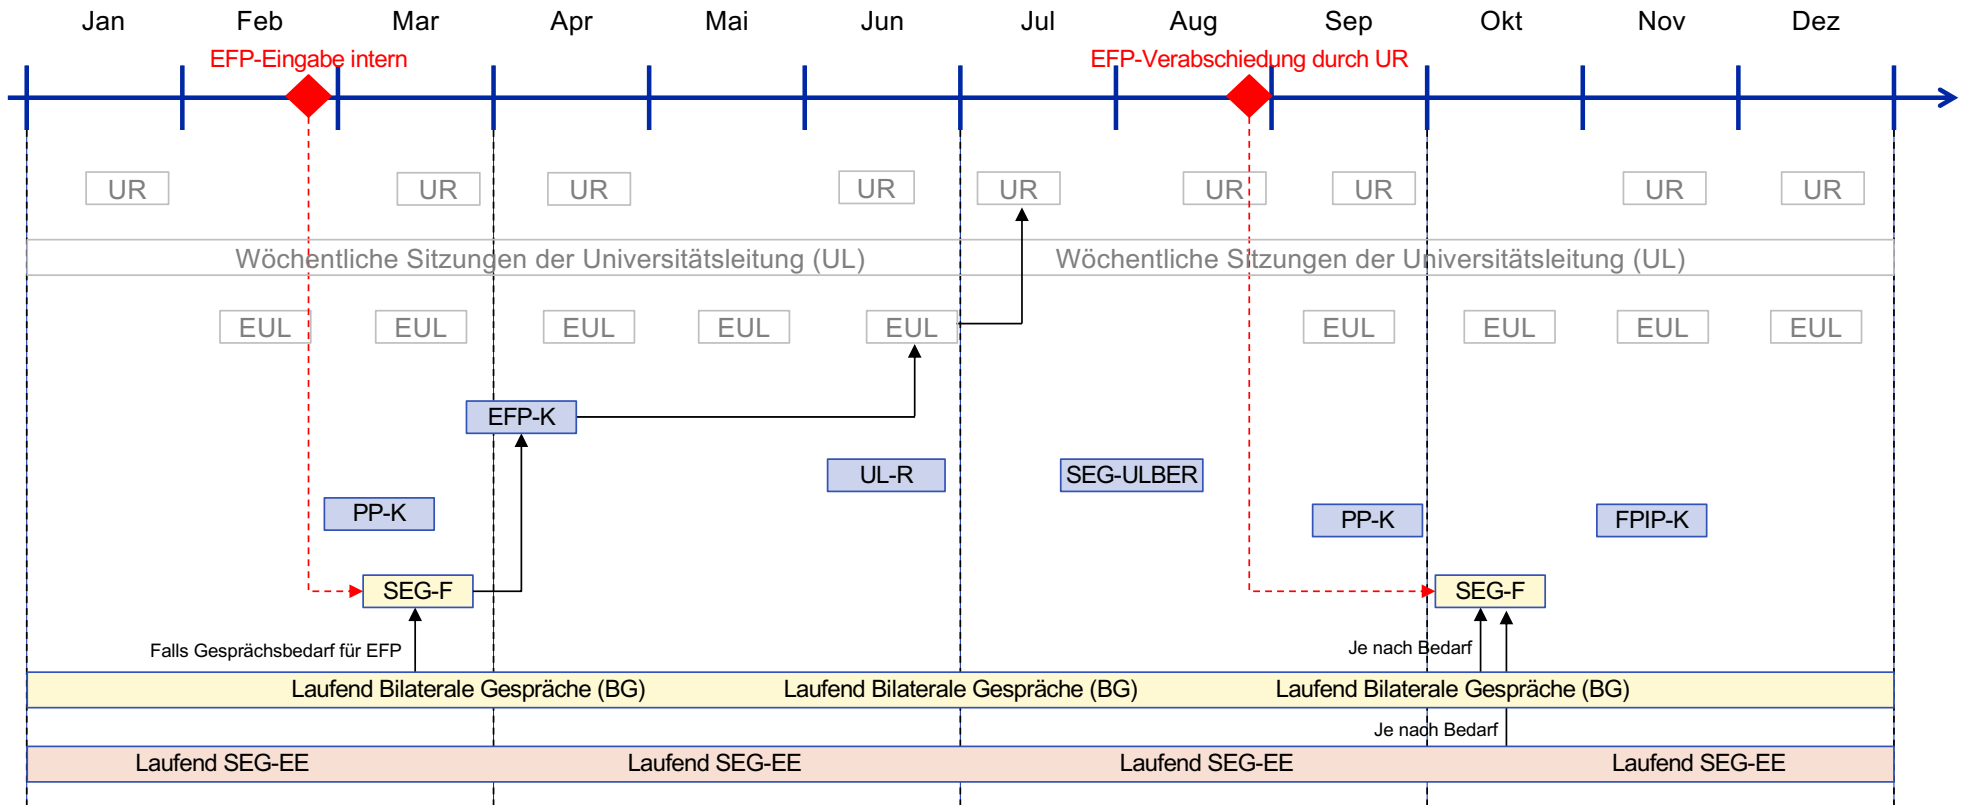 Jan Feb Mar Apr Mai Jun Jul Aug Sep Okt Nov Dez
EFP-Eingabe intern EFP-Verabschiedung durch UR
UR UR UR UR UR UR UR UR UR
Wöchentliche Sitzungen der Universitätsleitung (UL) Wöchentliche Sitzungen der Universitätsleitung (UL)
EUL EUL EUL EUL EUL EUL EUL EUL EUL
EFP-K
UL-R SEG-ULBER
PP-K PP-K FPIP-K
SEG-F SEG-F
Falls Gesprächsbedarf für EFP Je nach Bedarf
Laufend Bilaterale Gespräche (BG) Laufend Bilaterale Gespräche (BG) Laufend Bilaterale Gespräche (BG)
Je nach Bedarf
Laufend SEG-EE Laufend SEG-EE Laufend SEG-EE Laufend SEG-EE